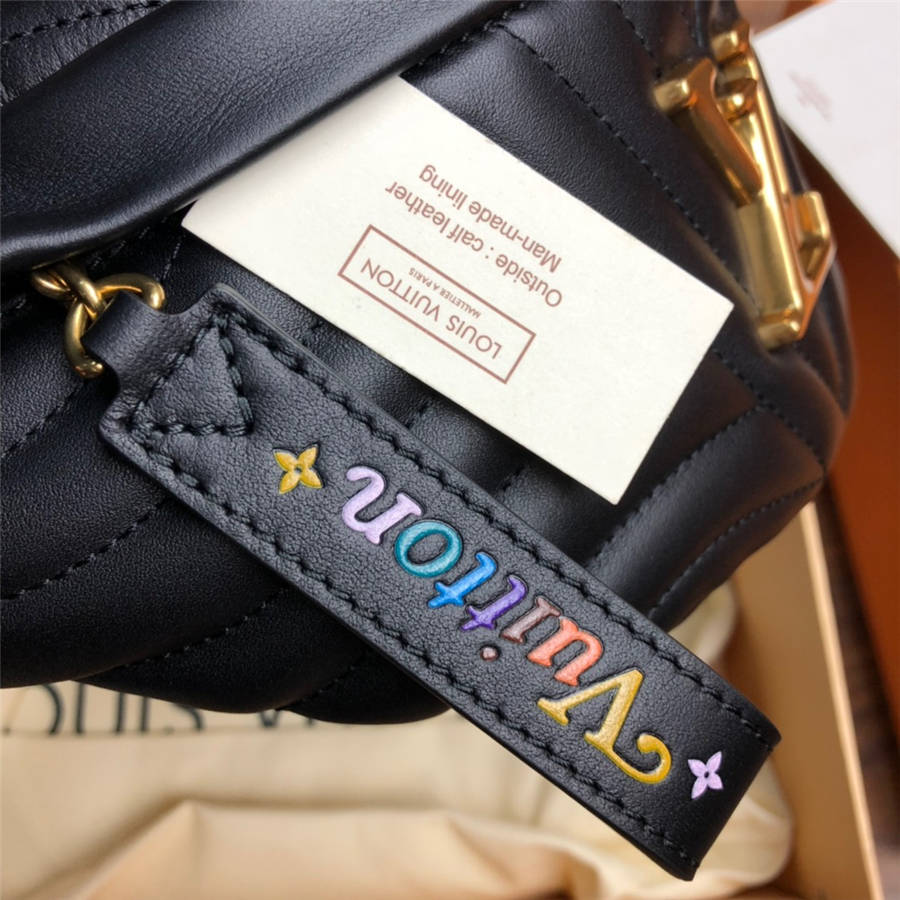 LOUIS VUITTON
MALLETIER À PARIS
Outside : calf leather
Man-made lining
Vuitton